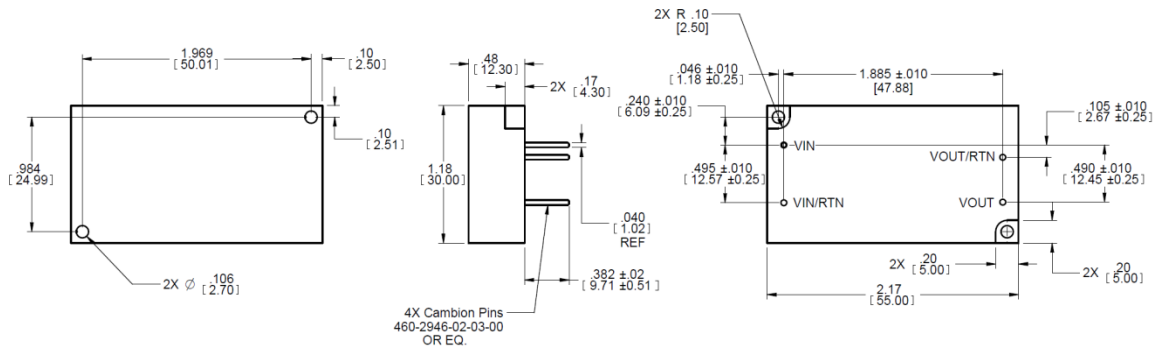 1.969
[ 50.01 ]
.10
[ 2.50 ]
.10
[ 2.51 ]
.984
[ 24.99 ]
2X Ø .106
[ 2.70 ]
.48
[ 12.30 ]
2X .17
[ 4.30 ]
1.18
[ 30.00 ]
.040
[ 1.02 ]
REF
.382 ±.02
[ 9.71 ±0.51 ]
4X Cambion Pins
460-2946-02-03-00
OR EQ.
2X R .10
[2.50]
.046 ±.010
[ 1.18 ±0.25 ]
1.885 ±.010
[47.88]
.240 ±.010
[ 6.09 ±0.25 ]
.105 ±.010
[ 2.67 ±0.25 ]
VIN
VOUT/RTN
.495 ±.010
[ 12.57 ±0.25 ]
.490 ±.010
[ 12.45 ±0.25 ]
VIN/RTN
VOUT
2X .20
[ 5.00 ]
2X .20
[ 5.00 ]
2.17
[ 55.00 ]